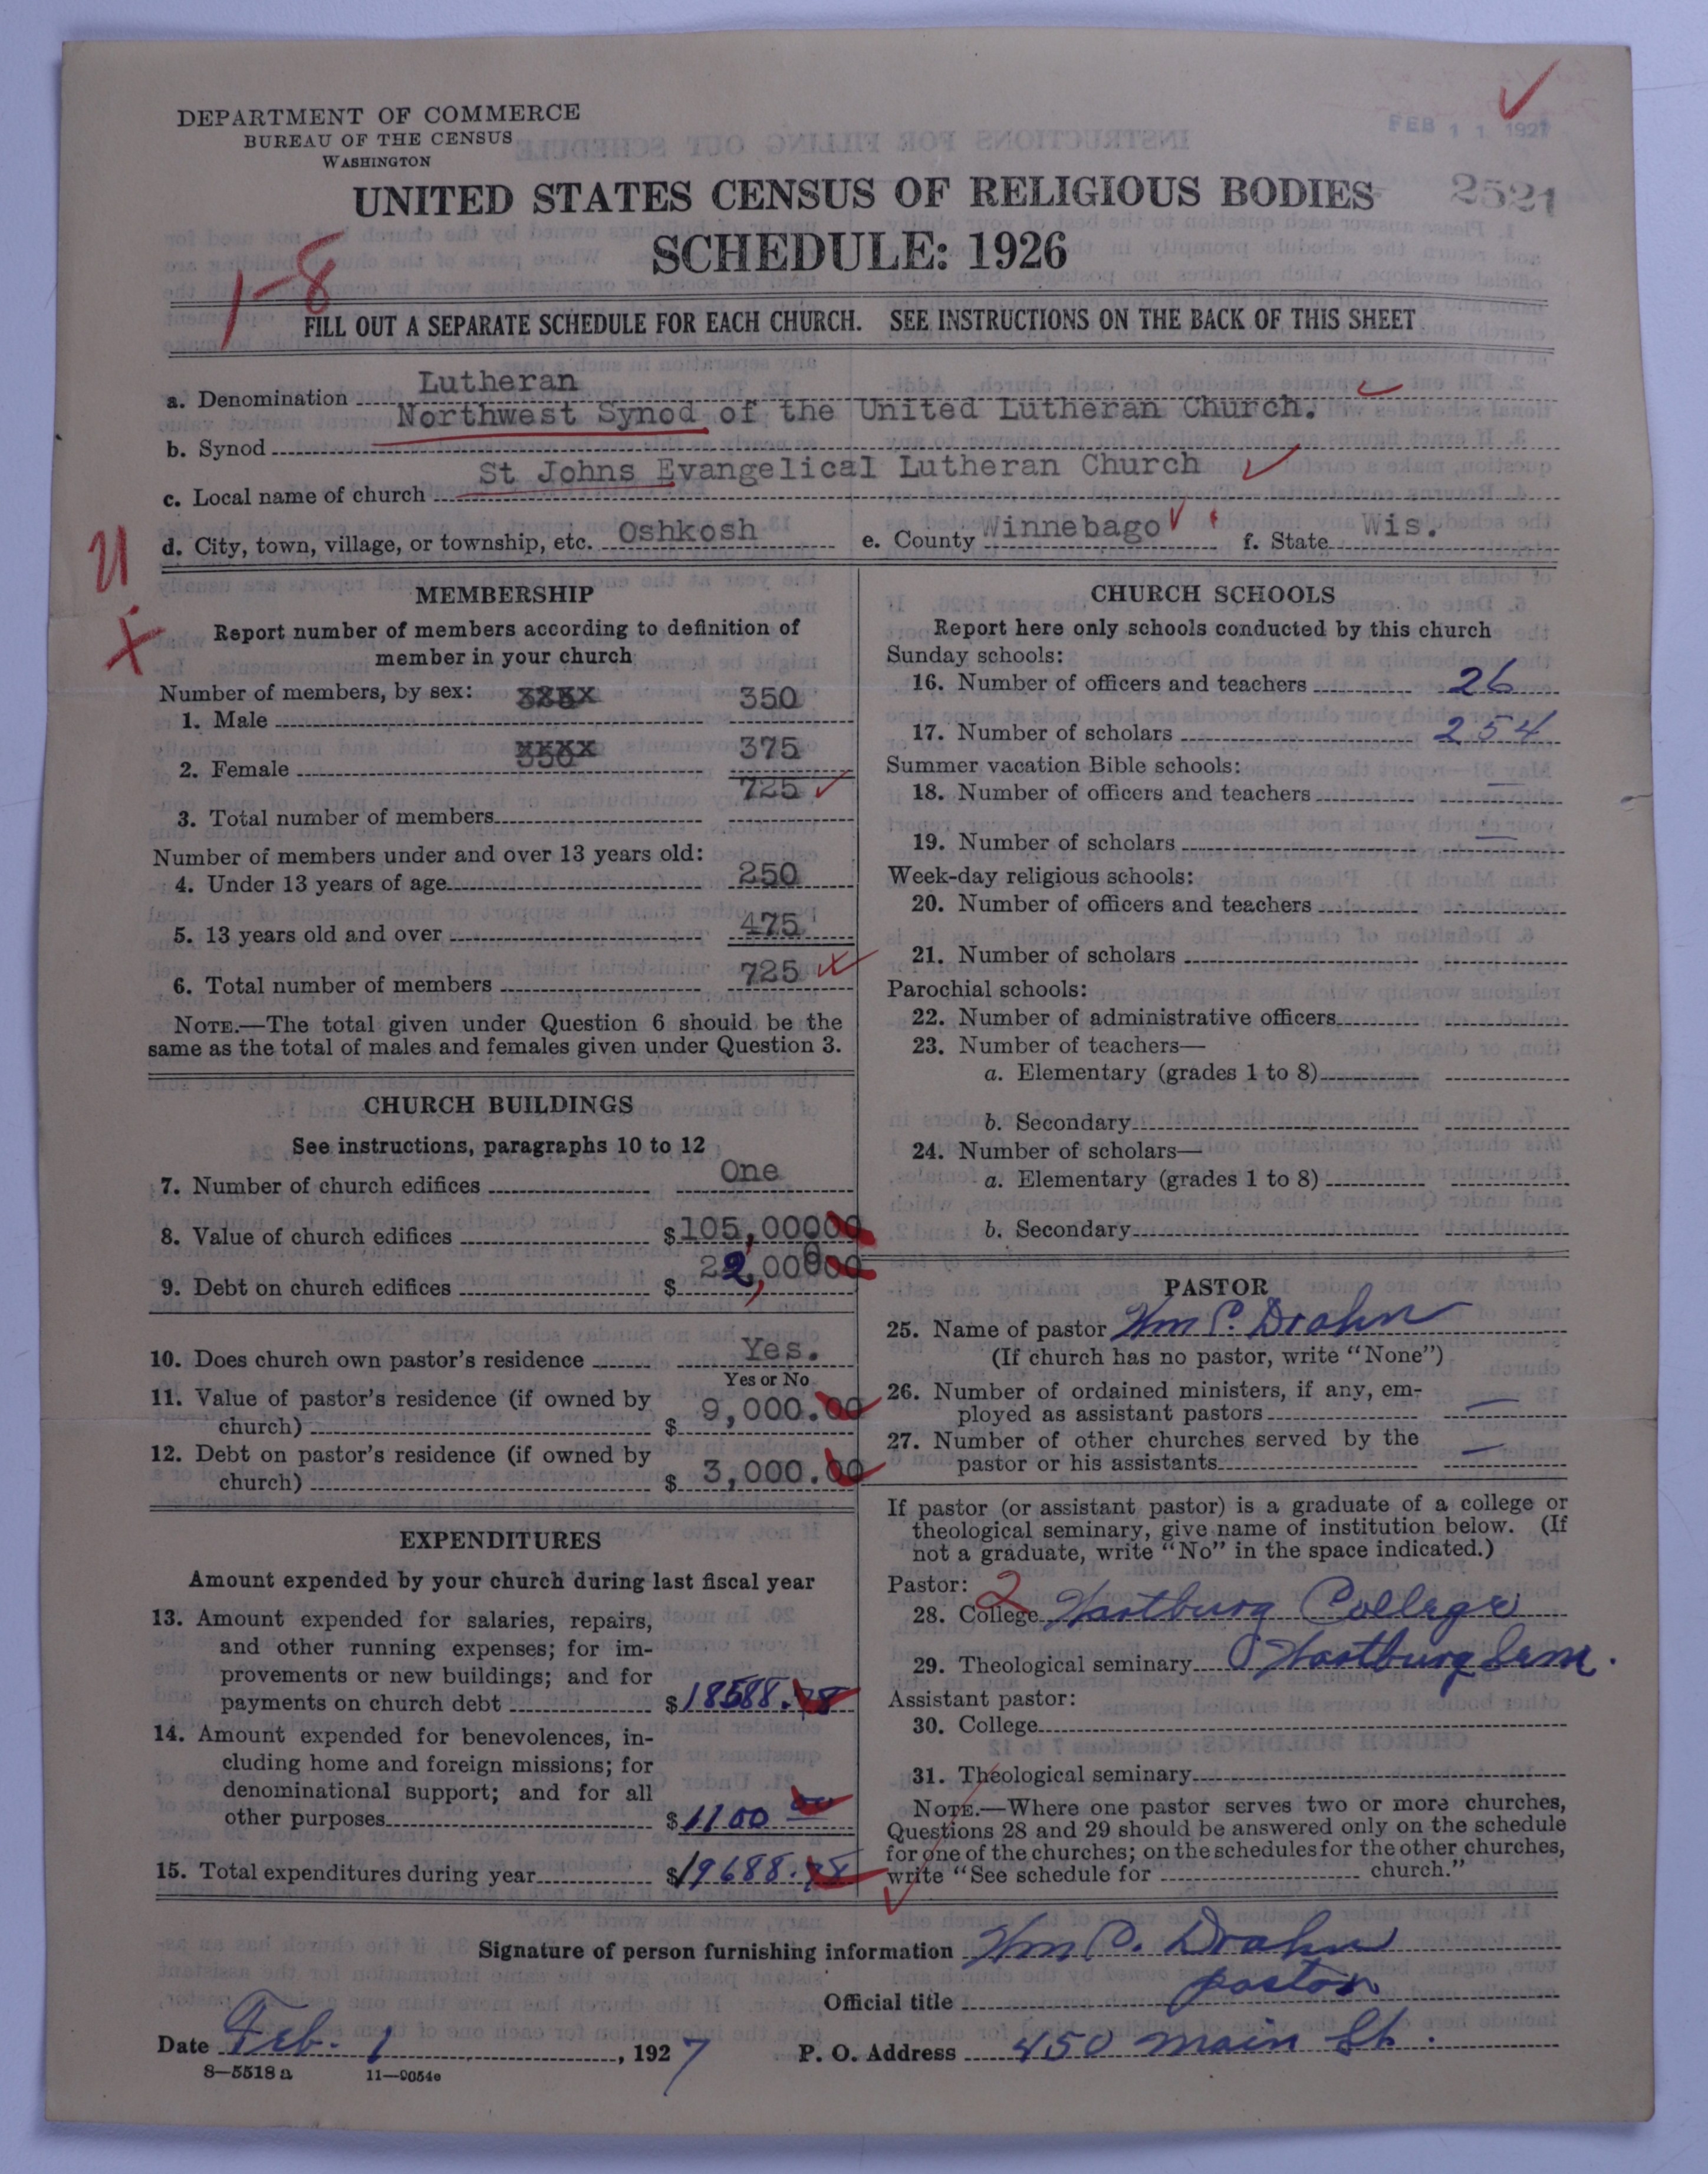 DEPARTMENT OF COMMERCE
BUREAU OF THE CENSUS
WASHINGTON
FEB 11 1927
UNITED STATES CENSUS OF RELIGIOUS BODIES
2521
SCHEDULE: 1926
1-8
FILL OUT A SEPARATE SCHEDULE FOR EACH CHURCH. SEE INSTRUCTIONS ON THE BACK OF THIS SHEET
a. Denomination Lutheran
b. Synod Northwest Synod of the United Lutheran Church.
c. Local name of church St Johns Evangelical Lutheran Church
d. City, town, village, or township, etc. Oshkosh e. County Winnebago f. State Wis.
MEMBERSHIP
Report number of members according to definition of
member in your church
Number of members, by sex:
1. Male 350
2. Female 375
3. Total number of members 725
Number of members under and over 13 years old:
4. Under 13 years of age 250
5. 13 years old and over 475
6. Total number of members 725
NOTE.—The total given under Question 6 should be the
same as the total of males and females given under Question 3.
CHURCH BUILDINGS
See instructions, paragraphs 10 to 12
7. Number of church edifices One
8. Value of church edifices $105,00000
9. Debt on church edifices $ 22,00000
10. Does church own pastor's residence Yes.
Yes or No
11. Value of pastor's residence (if owned by
church) $ 9,000.00
12. Debt on pastor's residence (if owned by
church) $ 3,000.00
EXPENDITURES
Amount expended by your church during last fiscal year
13. Amount expended for salaries, repairs,
and other running expenses; for im-
provements or new buildings; and for
payments on church debt $18588.78
14. Amount expended for benevolences, in-
cluding home and foreign missions; for
denominational support; and for all
other purposes $1100 00
15. Total expenditures during year $19688.78
CHURCH SCHOOLS
Report here only schools conducted by this church
Sunday schools:
16. Number of officers and teachers 26
17. Number of scholars 254
Summer vacation Bible schools:
18. Number of officers and teachers —
19. Number of scholars —
Week-day religious schools:
20. Number of officers and teachers
21. Number of scholars
Parochial schools:
22. Number of administrative officers
23. Number of teachers—
a. Elementary (grades 1 to 8)
b. Secondary
24. Number of scholars—
a. Elementary (grades 1 to 8)
b. Secondary
PASTOR
25. Name of pastor Wm P. Drahn
(If church has no pastor, write "None")
26. Number of ordained ministers, if any, em-
ployed as assistant pastors —
27. Number of other churches served by the
pastor or his assistants —
If pastor (or assistant pastor) is a graduate of a college or
theological seminary, give name of institution below. (If
not a graduate, write "No" in the space indicated.)
Pastor: 2
28. College Wartburg College
29. Theological seminary Wartburg Sem.
Assistant pastor:
30. College
31. Theological seminary
NOTE.—Where one pastor serves two or more churches,
Questions 28 and 29 should be answered only on the schedule
for one of the churches; on the schedules for the other churches,
write "See schedule for church."
Signature of person furnishing information Wm P. Drahn
Official title pastor
Date Feb. 1, 1927 P. O. Address 450 Main St.
8—5518 a 11—9054e